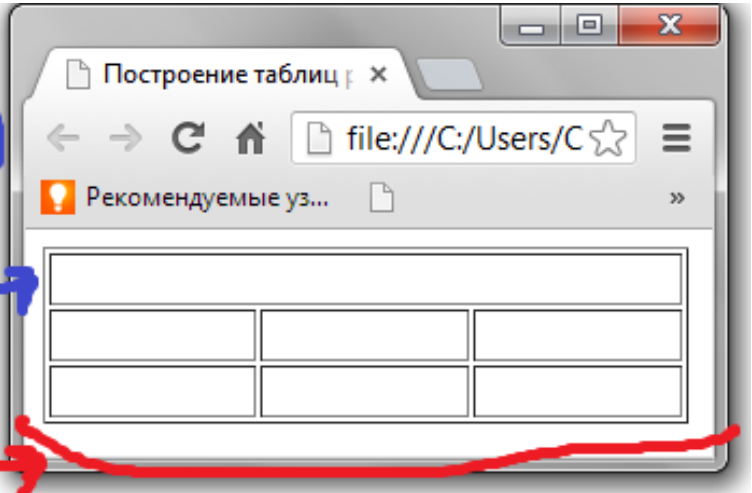 Построение таблиц р
file:///C:/Users/C
Рекомендуемые уз...
»